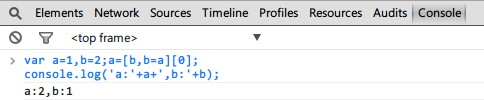 Elements Network Sources Timeline Profiles Resources Audits Console
<top frame> ▼
> var a=1,b=2;a=[b,b=a][0];
console.log('a:'+a+',b:'+b);
a:2,b:1